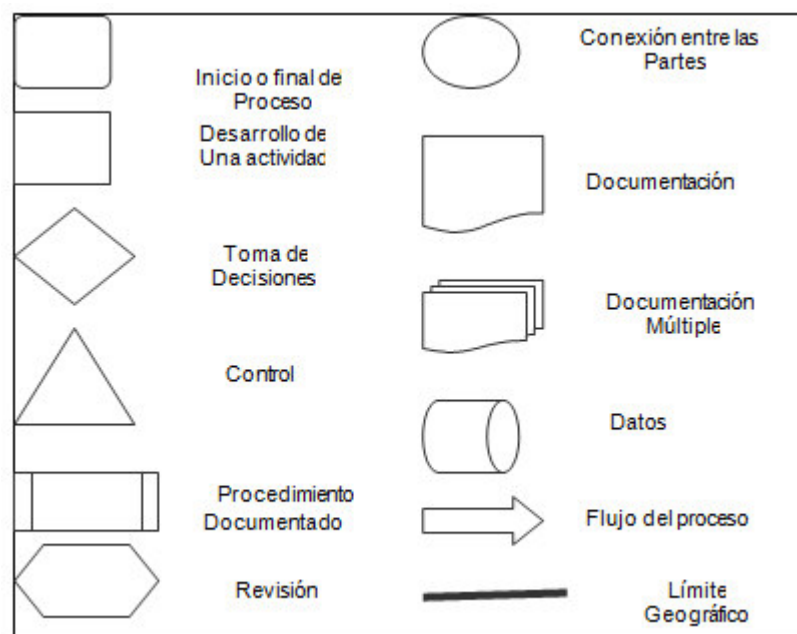 Inicio o final de
Proceso
Desarrollo de
Una actividad
Toma de
Decisiones
Control
Procedimiento
Documentado
Revisión
Conexión entre las
Partes
Documentación
Documentación
Múltiple
Datos
Flujo del proceso
Límite
Geográfico